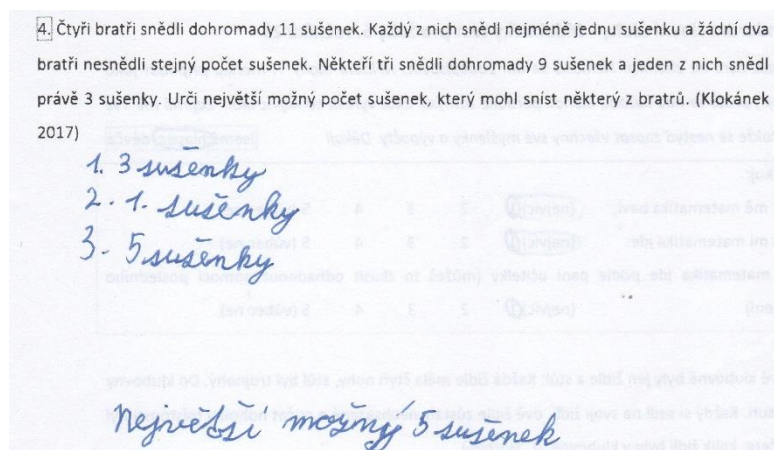 4. Čtyři bratři snědli dohromady 11 sušenek. Každý z nich snědl nejméně jednu sušenku a žádní dva
bratři nesnědli stejný počet sušenek. Někteří tři snědli dohromady 9 sušenek a jeden z nich snědl
právě 3 sušenky. Urči největší možný počet sušenek, který mohl sníst některý z bratrů. (Klokánek
2017)
1. 3 sušenky
2. 1. sušenky
3. 5 sušenky
Největší možný 5 sušenek